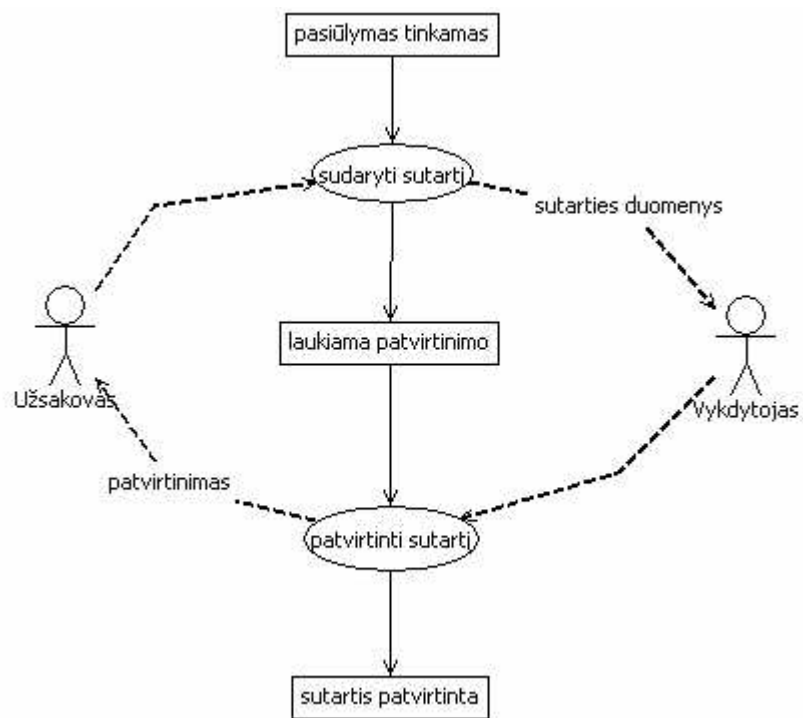 pasiūlymas tinkamas
sudaryti sutartį
sutarties duomenys
laukiama patvirtinimo
Užsakovas
Vykdytojas
patvirtinimas
patvirtinti sutartį
sutartis patvirtinta